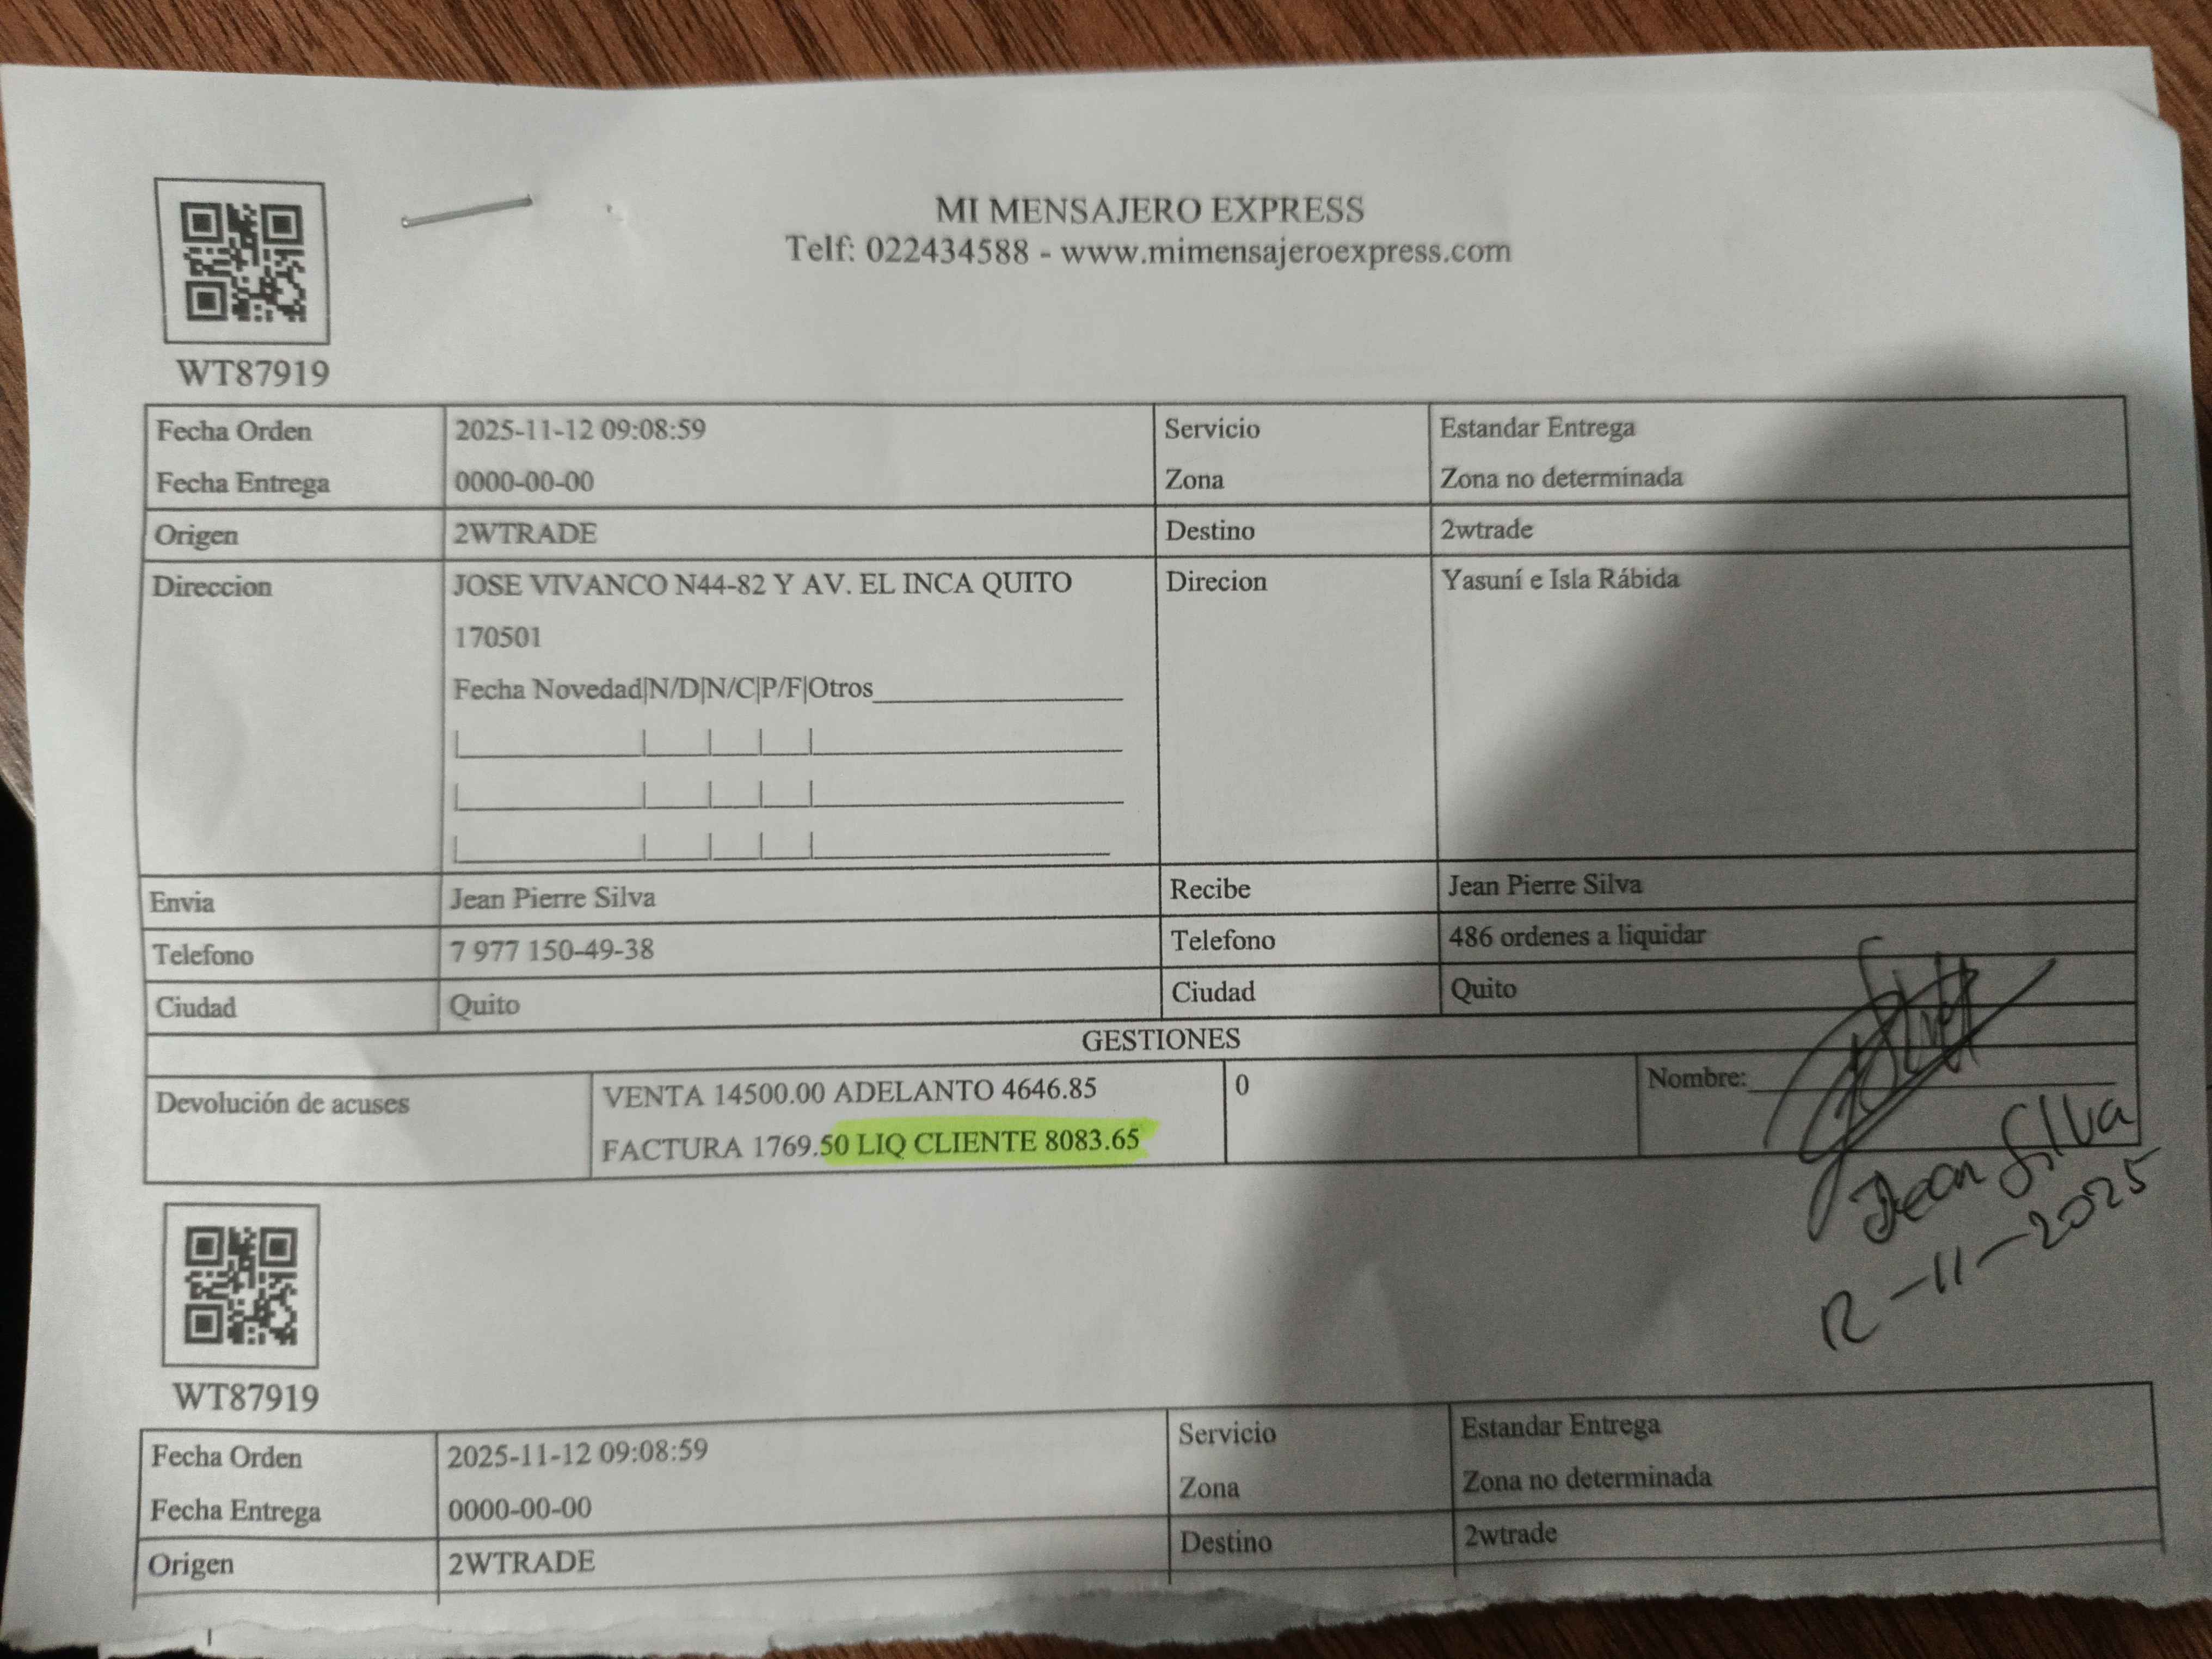 MI MENSAJERO EXPRESS
Telf: 022434588 - www.mimensajeroexpress.com
WT87919
Fecha Orden 2025-11-12 09:08:59 Servicio Estandar Entrega
Fecha Entrega 0000-00-00 Zona Zona no determinada
Origen 2WTRADE Destino 2wtrade
Direccion JOSE VIVANCO N44-82 Y AV. EL INCA QUITO Direcion Yasuní e Isla Rábida
170501
Fecha Novedad|N/D|N/C|P/F|Otros
Envia Jean Pierre Silva Recibe Jean Pierre Silva
Telefono 7 977 150-49-38 Telefono 486 ordenes a liquidar
Ciudad Quito Ciudad Quito
GESTIONES
Devolución de acuses VENTA 14500.00 ADELANTO 4646.85 0 Nombre:
FACTURA 1769.50 LIQ CLIENTE 8083.65
Jean Silva
12-11-2025
WT87919
Fecha Orden 2025-11-12 09:08:59 Servicio Estandar Entrega
Fecha Entrega 0000-00-00 Zona Zona no determinada
Origen 2WTRADE Destino 2wtrade